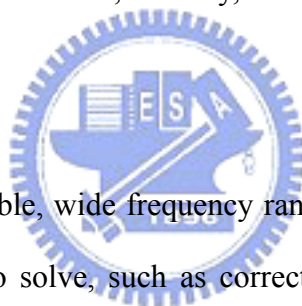 E S A
1896
ble, wide frequency ran
o solve, such as correct